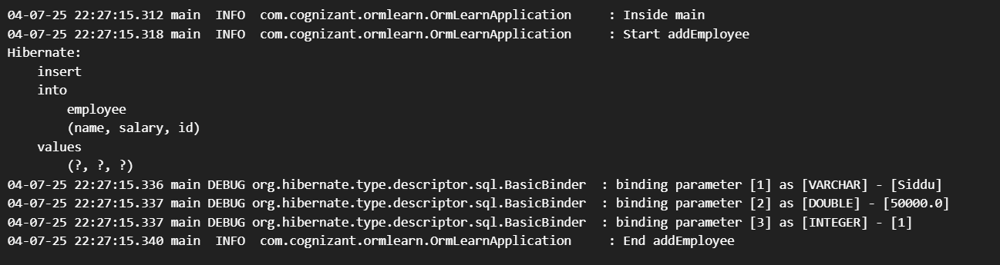 04-07-25 22:27:15.312 main  INFO  com.cognizant.ormlearn.OrmLearnApplication     : Inside main
04-07-25 22:27:15.318 main  INFO  com.cognizant.ormlearn.OrmLearnApplication     : Start addEmployee
Hibernate:
    insert
    into
        employee
        (name, salary, id)
    values
        (?, ?, ?)
04-07-25 22:27:15.336 main DEBUG org.hibernate.type.descriptor.sql.BasicBinder  : binding parameter [1] as [VARCHAR] - [Siddu]
04-07-25 22:27:15.337 main DEBUG org.hibernate.type.descriptor.sql.BasicBinder  : binding parameter [2] as [DOUBLE] - [50000.0]
04-07-25 22:27:15.337 main DEBUG org.hibernate.type.descriptor.sql.BasicBinder  : binding parameter [3] as [INTEGER] - [1]
04-07-25 22:27:15.340 main  INFO  com.cognizant.ormlearn.OrmLearnApplication     : End addEmployee